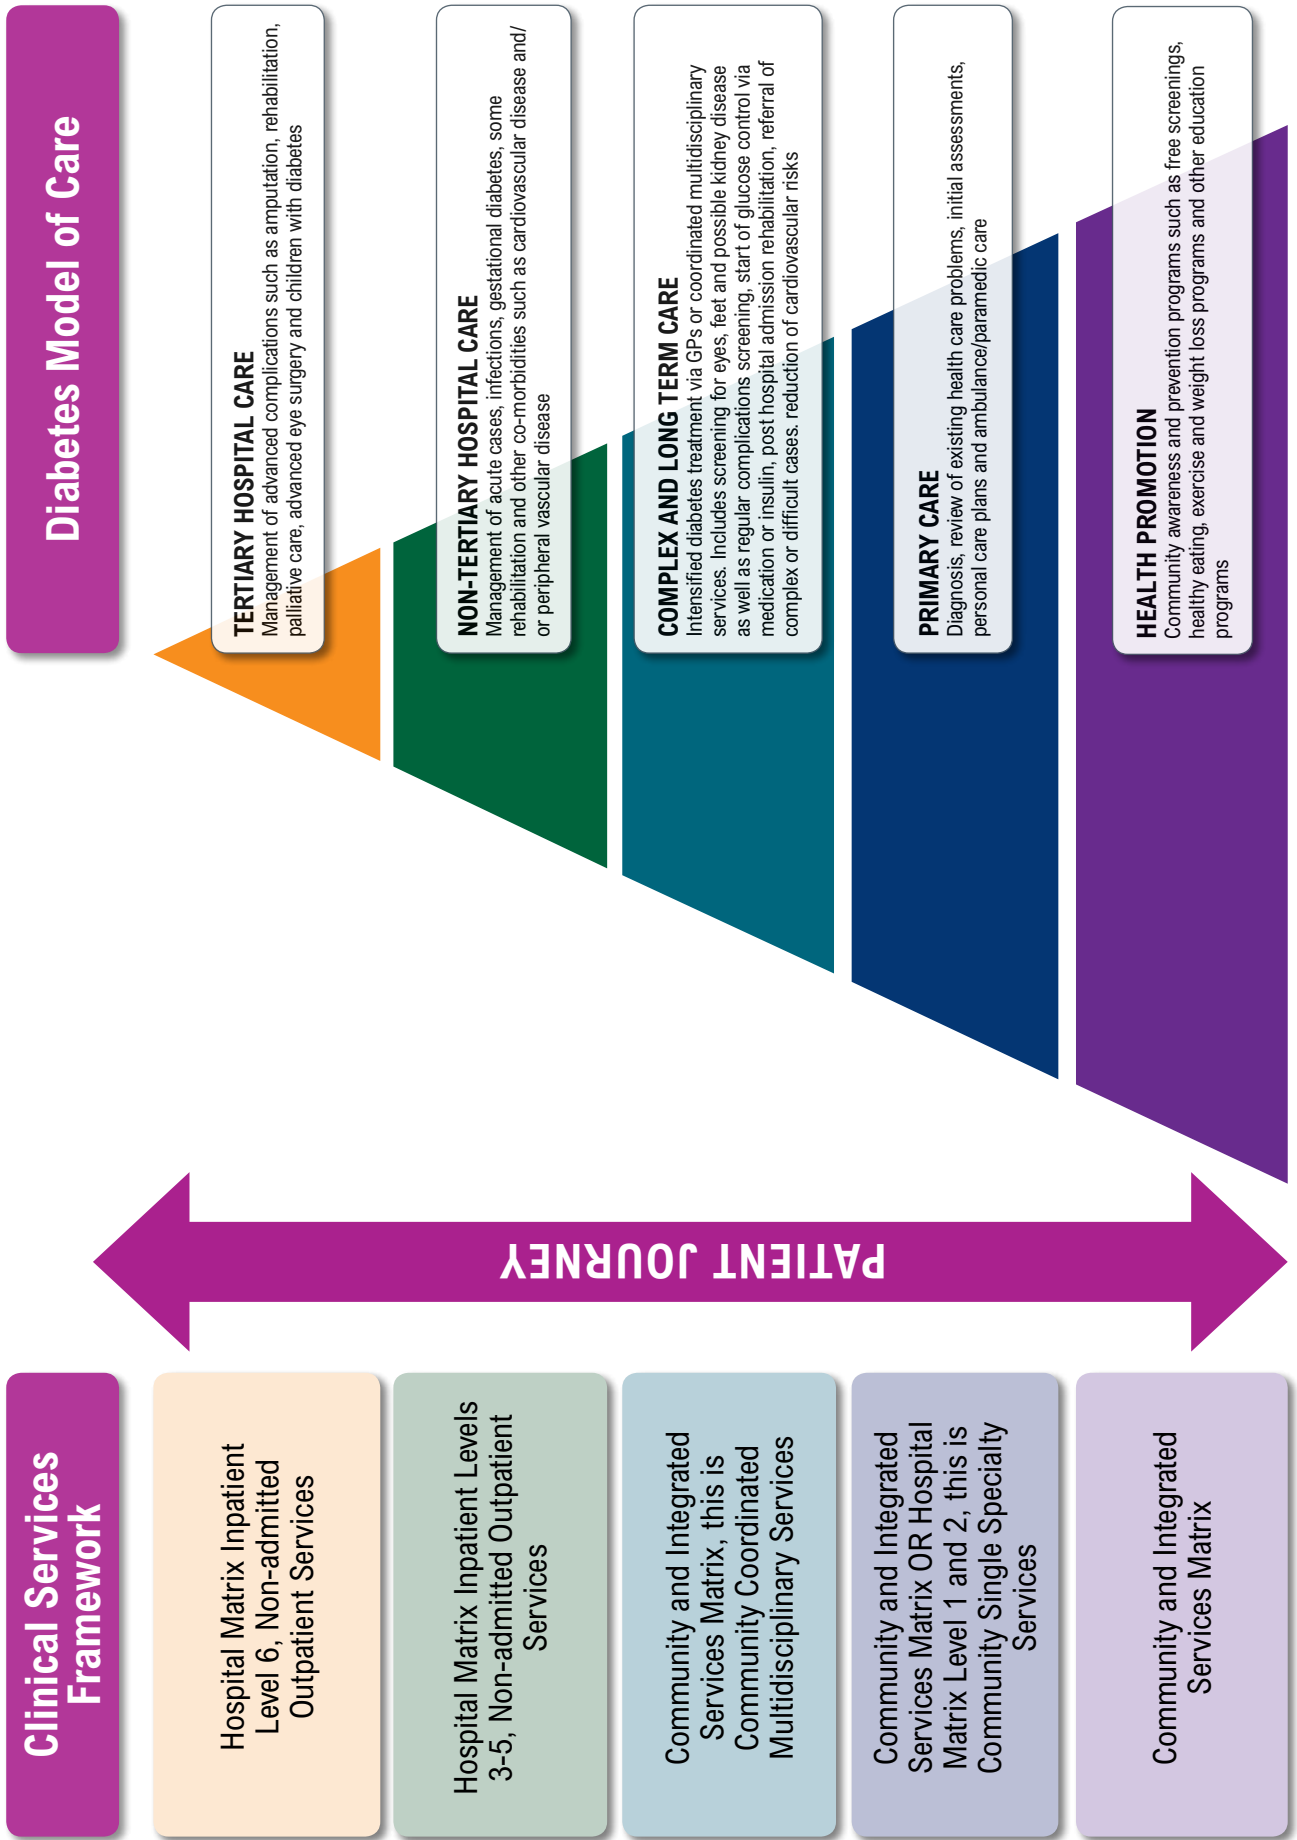 Clinical Services
Framework
Diabetes Model of Care
Hospital Matrix Inpatient
Level 6, Non-admitted
Outpatient Services
Hospital Matrix Inpatient Levels
3-5, Non-admitted Outpatient
Services
Community and Integrated
Services Matrix, this is
Community Coordinated
Multidisciplinary Services
Community and Integrated
Services Matrix OR Hospital
Matrix Level 1 and 2, this is
Community Single Specialty
Services
Community and Integrated
Services Matrix
PATIENT JOURNEY
TERTIARY HOSPITAL CARE
Management of advanced complications such as amputation, rehabilitation,
palliative care, advanced eye surgery and children with diabetes
NON-TERTIARY HOSPITAL CARE
Management of acute cases, infections, gestational diabetes, some
rehabilitation and other co-morbidities such as cardiovascular disease and/
or peripheral vascular disease
COMPLEX AND LONG TERM CARE
Intensified diabetes treatment via GPs or coordinated multidisciplinary
services. Includes screening for eyes, feet and possible kidney disease
as well as regular complications screening, start of glucose control via
medication or insulin, post hospital admission rehabilitation, referral of
complex or difficult cases. reduction of cardiovascular risks
PRIMARY CARE
Diagnosis, review of existing health care problems, initial assessments,
personal care plans and ambulance/paramedic care
HEALTH PROMOTION
Community awareness and prevention programs such as free screenings,
healthy eating, exercise and weight loss programs and other education
programs